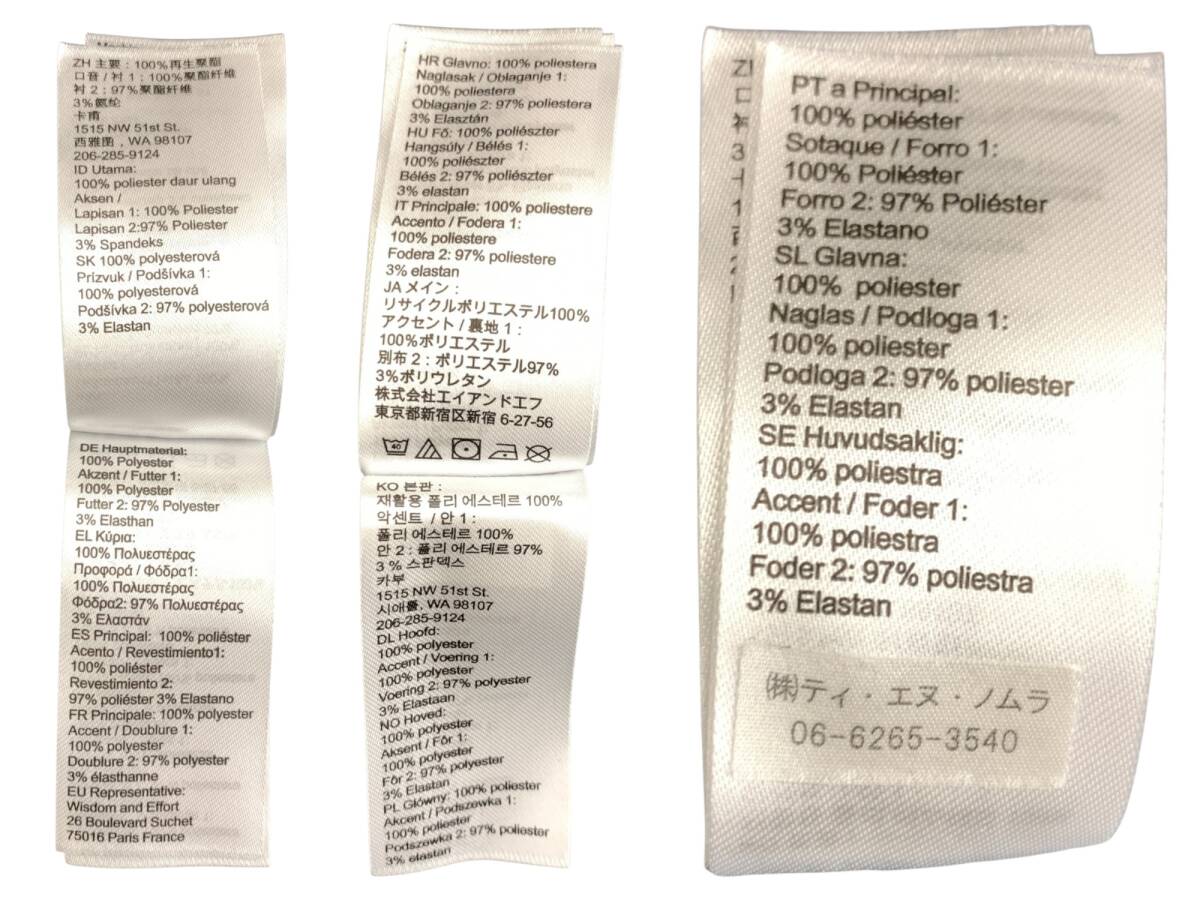 ZH 主要：100%再生聚酯
口音 / 衬 1：100%聚酯纤维
衬 2：97%聚酯纤维
3%氨纶
卡甫
1515 NW 51st St.
西雅图，WA 98107
206-285-9124
ID Utama:
100% poliester daur ulang
Aksen /
Lapisan 1: 100% Poliester
Lapisan 2:97% Poliester
3% Spandeks
SK 100% polyesterová
Prízvuk / Podšívka 1:
100% polyesterová
Podšívka 2: 97% polyesterová
3% Elastan
DE Hauptmaterial:
100% Polyester
Akzent / Futter 1:
100% Polyester
Futter 2: 97% Polyester
3% Elasthan
EL Κύρια:
100% Πολυεστέρας
Προφορά / Φόδρα1:
100% Πολυεστέρας
Φόδρα2: 97% Πολυεστέρας
3% Ελαστάν
ES Principal: 100% poliéster
Acento / Revestimiento1:
100% poliéster
Revestimiento 2:
97% poliéster 3% Elastano
FR Principale: 100% polyester
Accent / Doublure 1:
100% polyester
Doublure 2: 97% polyester
3% élasthanne
EU Representative:
Wisdom and Effort
26 Boulevard Suchet
75016 Paris France
HR Glavno: 100% poliestera
Naglasak / Oblaganje 1:
100% poliestera
Oblaganje 2: 97% poliestera
3% Elasztán
HU Fő: 100% poliészter
Hangsúly / Bélés 1:
100% poliészter
Bélés 2: 97% poliészter
3% elastan
IT Principale: 100% poliestere
Accento / Fodera 1:
100% poliestere
Fodera 2: 97% poliestere
3% elastan
JA メイン：
リサイクルポリエステル100%
アクセント / 裏地 1：
100%ポリエステル
別布 2：ポリエステル97%
3%ポリウレタン
株式会社エイアンドエフ
東京都新宿区新宿 6-27-56
40
KO 본판 :
재활용 폴리 에스테르 100%
악센트 / 안 1 :
폴리 에스테르 100%
안 2 : 폴리 에스테르 97%
3 % 스판덱스
카부
1515 NW 51st St.
시애틀, WA 98107
206-285-9124
DL Hoofd:
100% polyester
Accent / Voering 1:
100% polyester
Voering 2: 97% polyester
3% Elastaan
NO Hoved:
100% polyester
Aksent / Fôr 1:
100% polyester
Fôr 2: 97% polyester
3% Elastan
PL Główny: 100% poliester
Akcent / Podszewka 1:
100% poliester
Podszewka 2: 97% poliester
3% elastan
PT a Principal:
100% poliéster
Sotaque / Forro 1:
100% Poliéster
Forro 2: 97% Poliéster
3% Elastano
SL Glavna:
100% poliester
Naglas / Podloga 1:
100% poliester
Podloga 2: 97% poliester
3% Elastan
SE Huvudsaklig:
100% poliestra
Accent / Foder 1:
100% poliestra
Foder 2: 97% poliestra
3% Elastan
㈱ティ・エヌ・ノムラ
06-6265-3540